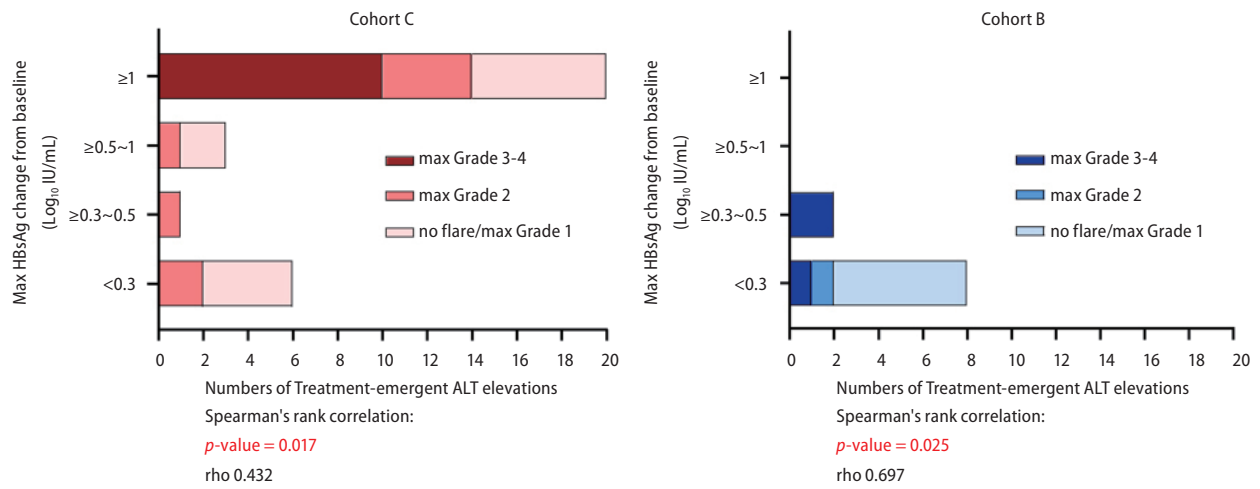 Cohort C
Max HBsAg change from baseline
(Log₁₀ IU/mL)
≥1
≥0.5~1
≥0.3~0.5
<0.3
max Grade 3-4
max Grade 2
no flare/max Grade 1
0 2 4 6 8 10 12 14 16 18 20
Numbers of Treatment-emergent ALT elevations
Spearman's rank correlation:
p-value = 0.017
rho 0.432
Cohort B
Max HBsAg change from baseline
(Log₁₀ IU/mL)
≥1
≥0.5~1
≥0.3~0.5
<0.3
max Grade 3-4
max Grade 2
no flare/max Grade 1
0 2 4 6 8 10 12 14 16 18 20
Numbers of Treatment-emergent ALT elevations
Spearman's rank correlation:
p-value = 0.025
rho 0.697